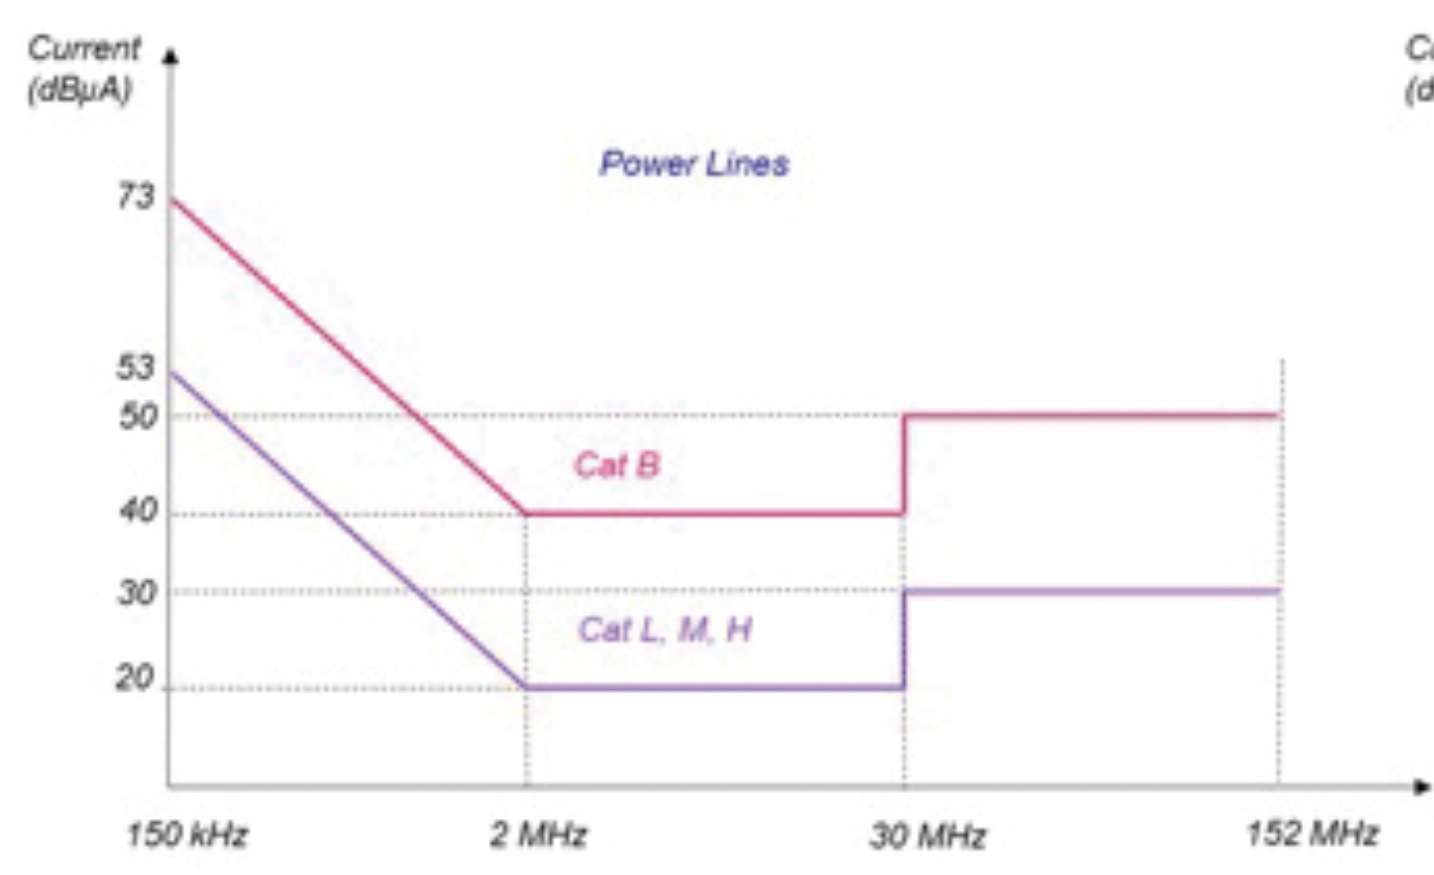 Current
(dBµA)
Power Lines
73
53
50
Cat B
40
30
Cat L, M, H
20
150 kHz
2 MHz
30 MHz
152 MHz